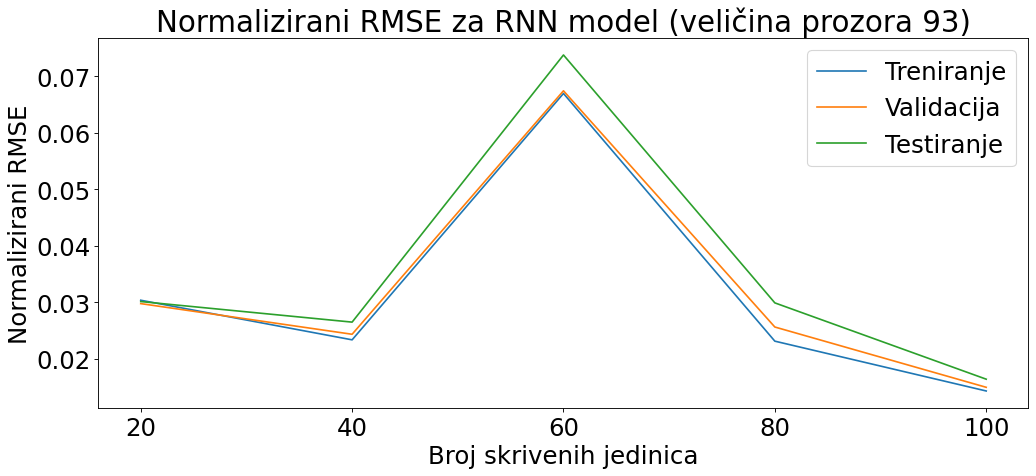 Normalizirani RMSE za RNN model (veličina prozora 93)
Treniranje
Validacija
Testiranje
Normalizirani RMSE
0.07
0.06
0.05
0.04
0.03
0.02
20 40 60 80 100
Broj skrivenih jedinica